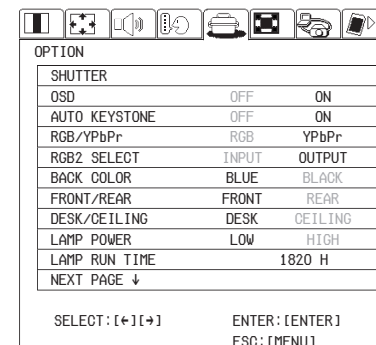 OPTION
SHUTTER
OSD OFF ON
AUTO KEYSTONE OFF ON
RGB/YPbPr RGB YPbPr
RGB2 SELECT INPUT OUTPUT
BACK COLOR BLUE BLACK
FRONT/REAR FRONT REAR
DESK/CEILING DESK CEILING
LAMP POWER LOW HIGH
LAMP RUN TIME 1820 H
NEXT PAGE ↓
SELECT:[←][→] ENTER:[ENTER]
ESC:[MENU]